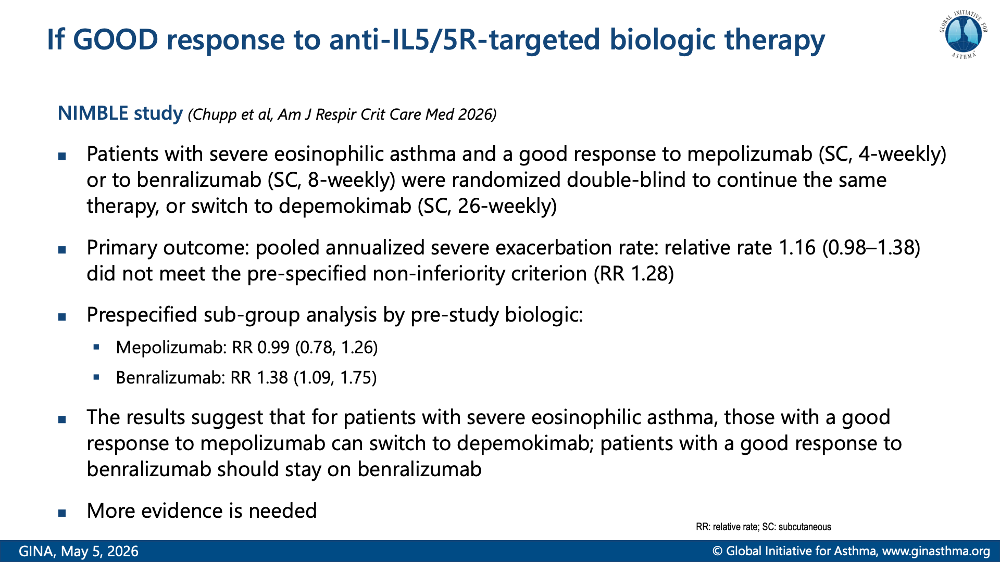 If GOOD response to anti-IL5/5R-targeted biologic therapy
GLOBAL INITIATIVE FOR ASTHMA
NIMBLE study (Chupp et al, Am J Respir Crit Care Med 2026)
▪ Patients with severe eosinophilic asthma and a good response to mepolizumab (SC, 4-weekly)
or to benralizumab (SC, 8-weekly) were randomized double-blind to continue the same
therapy, or switch to depemokimab (SC, 26-weekly)
▪ Primary outcome: pooled annualized severe exacerbation rate: relative rate 1.16 (0.98–1.38)
did not meet the pre-specified non-inferiority criterion (RR 1.28)
▪ Prespecified sub-group analysis by pre-study biologic:
▪ Mepolizumab: RR 0.99 (0.78, 1.26)
▪ Benralizumab: RR 1.38 (1.09, 1.75)
▪ The results suggest that for patients with severe eosinophilic asthma, those with a good
response to mepolizumab can switch to depemokimab; patients with a good response to
benralizumab should stay on benralizumab
▪ More evidence is needed
RR: relative rate; SC: subcutaneous
GINA, May 5, 2026
© Global Initiative for Asthma, www.ginasthma.org